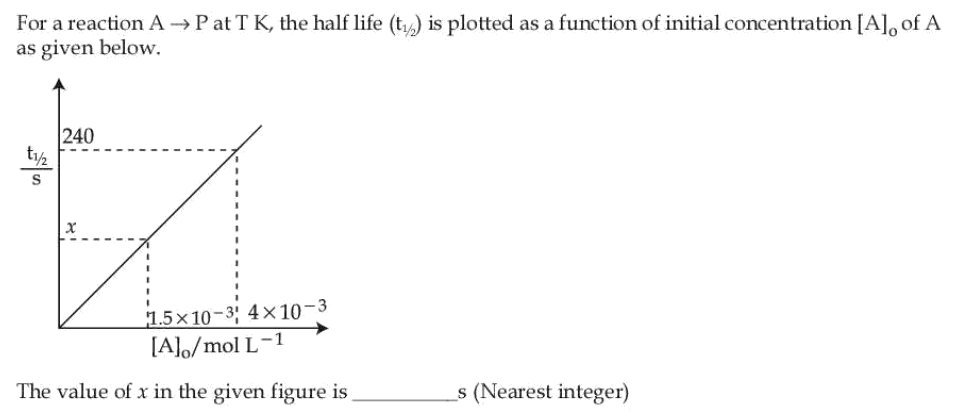 For a reaction A → P at T K, the half life (t½) is plotted as a function of initial concentration [A]₀ of A
as given below.
240
t½
s
x
1.5×10⁻³ 4×10⁻³
[A]₀/mol L⁻¹
The value of x in the given figure is __________s (Nearest integer)